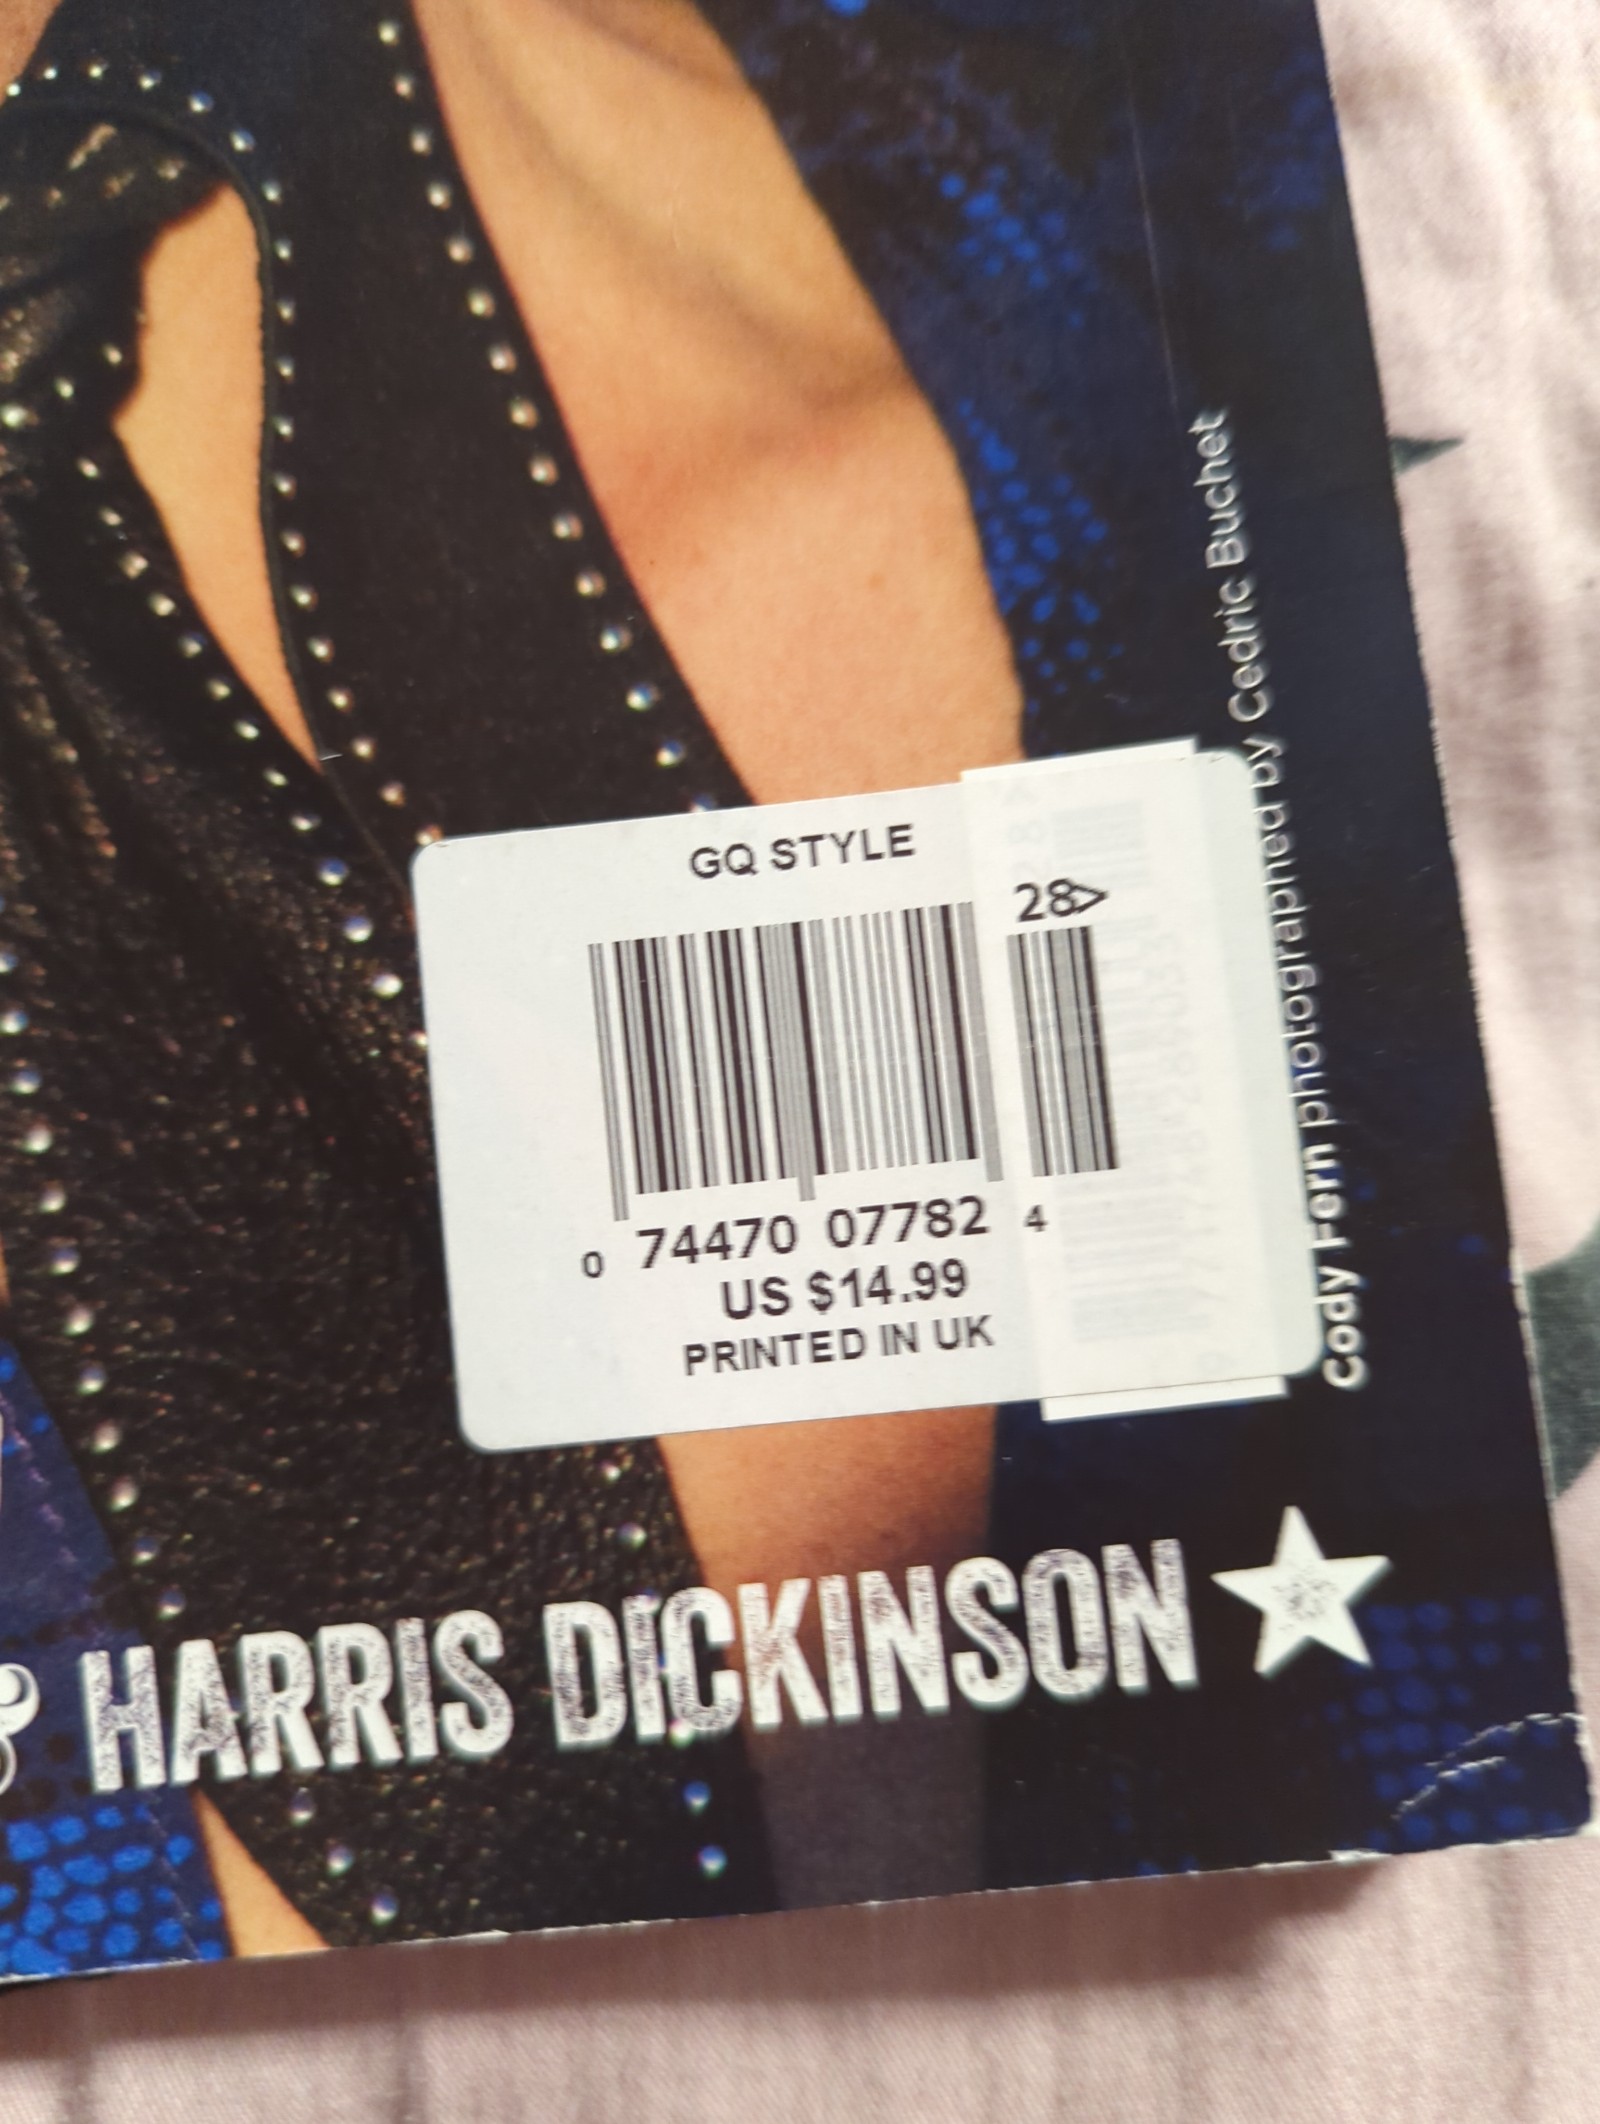 GQ STYLE
28>
0 74470 07782 4
US $14.99
PRINTED IN UK
Cody Fern photographed by Cedric Buchet
HARRIS DICKINSON